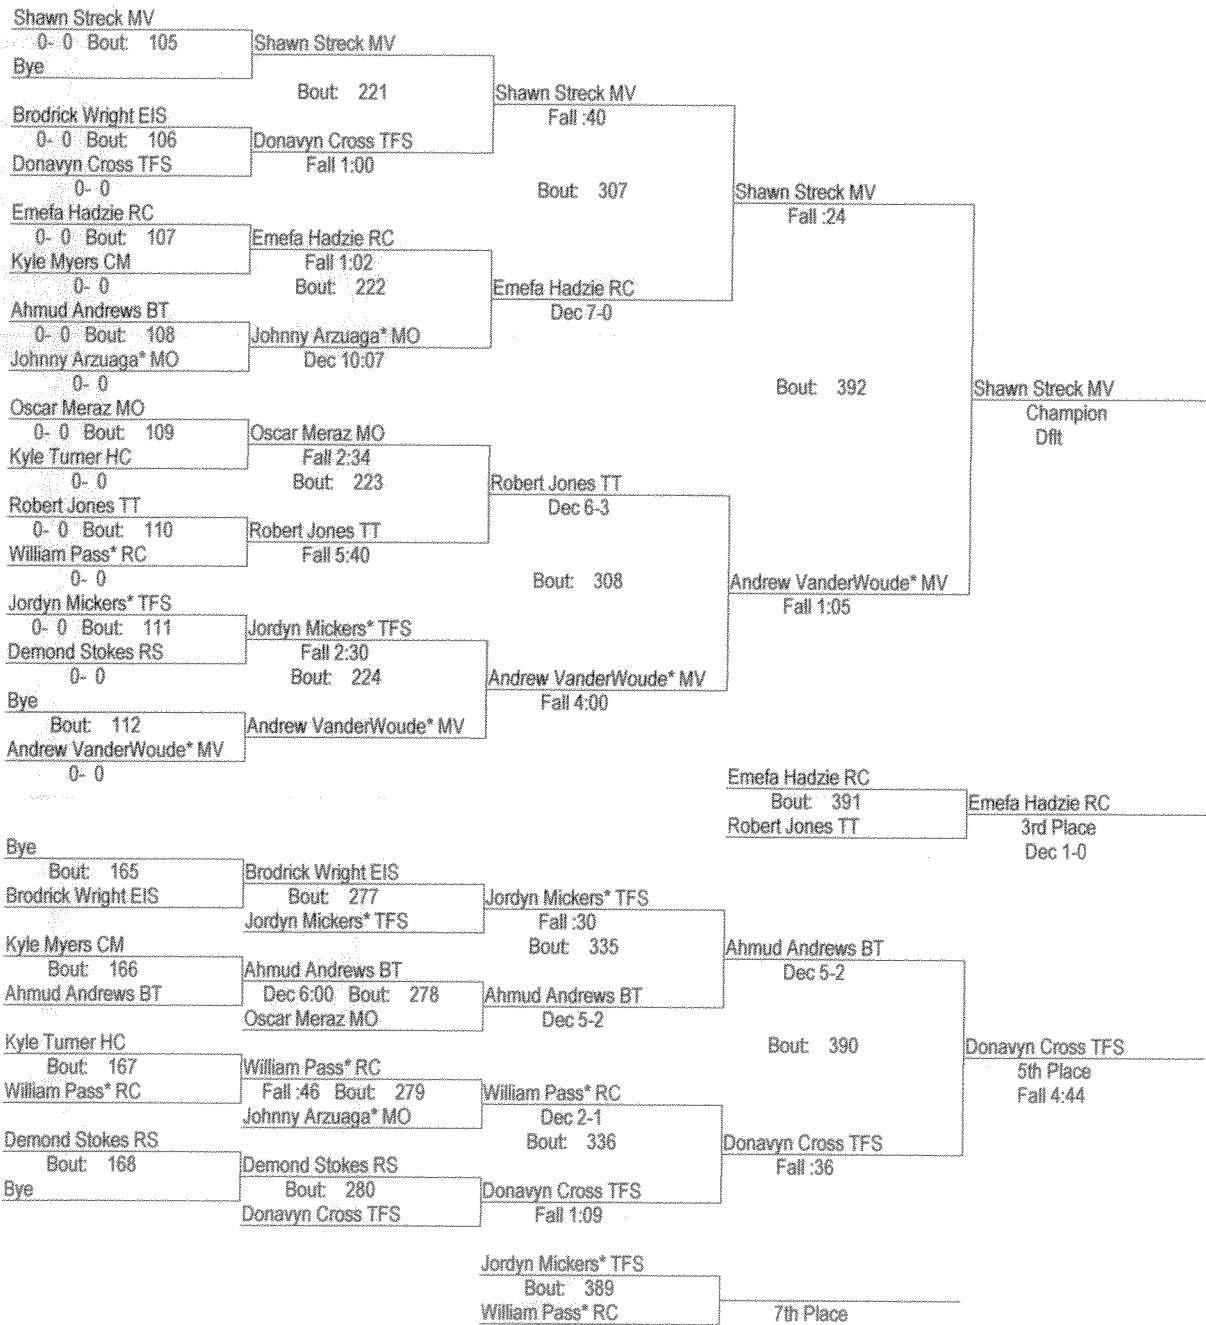 Shawn Streck MV
0- 0 Bout: 105
Shawn Streck MV
Bye
Bout: 221
Shawn Streck MV
Brodrick Wright EIS
Fall :40
0- 0 Bout: 106
Donavyn Cross TFS
Donavyn Cross TFS
Fall 1:00
0- 0
Bout: 307
Shawn Streck MV
Emefa Hadzie RC
Fall :24
0- 0 Bout: 107
Emefa Hadzie RC
Kyle Myers CM
Fall 1:02
0- 0
Bout: 222
Emefa Hadzie RC
Ahmud Andrews BT
Dec 7-0
0- 0 Bout: 108
Johnny Arzuaga* MO
Johnny Arzuaga* MO
Dec 10:07
0- 0
Bout: 392
Shawn Streck MV
Oscar Meraz MO
Champion
0- 0 Bout: 109
Oscar Meraz MO
Dflt
Kyle Turner HC
Fall 2:34
0- 0
Bout: 223
Robert Jones TT
Robert Jones TT
Dec 6-3
0- 0 Bout: 110
Robert Jones TT
William Pass* RC
Fall 5:40
0- 0
Bout: 308
Andrew VanderWoude* MV
Jordyn Mickers* TFS
Fall 1:05
0- 0 Bout: 111
Jordyn Mickers* TFS
Demond Stokes RS
Fall 2:30
0- 0
Bout: 224
Andrew VanderWoude* MV
Bye
Fall 4:00
Bout: 112
Andrew VanderWoude* MV
Andrew VanderWoude* MV
0- 0
Emefa Hadzie RC
Bout: 391
Emefa Hadzie RC
Robert Jones TT
3rd Place
Dec 1-0
Bye
Bout: 165
Brodrick Wright EIS
Brodrick Wright EIS
Bout: 277
Jordyn Mickers* TFS
Jordyn Mickers* TFS
Fall :30
Kyle Myers CM
Bout: 335
Ahmud Andrews BT
Bout: 166
Ahmud Andrews BT
Dec 5-2
Ahmud Andrews BT
Dec 6:00 Bout: 278
Ahmud Andrews BT
Oscar Meraz MO
Dec 5-2
Kyle Turner HC
Bout: 390
Donavyn Cross TFS
Bout: 167
William Pass* RC
5th Place
William Pass* RC
Fall :46 Bout: 279
William Pass* RC
Fall 4:44
Johnny Arzuaga* MO
Dec 2-1
Demond Stokes RS
Bout: 336
Donavyn Cross TFS
Bout: 168
Demond Stokes RS
Fall :36
Bye
Bout: 280
Donavyn Cross TFS
Donavyn Cross TFS
Fall 1:09
Jordyn Mickers* TFS
Bout: 389
William Pass* RC
7th Place